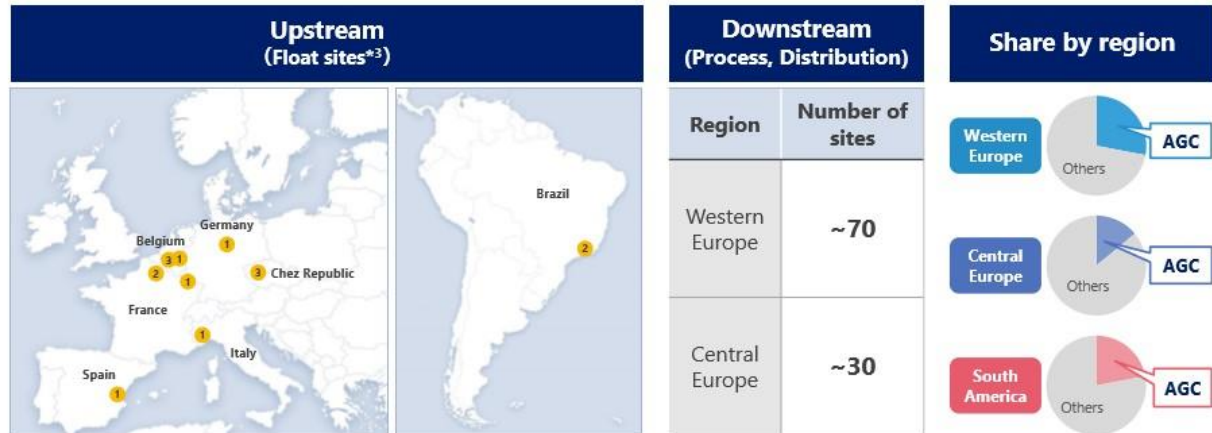 Upstream
(Float sites*3)
Germany
1
Belgium
3 1
2
1
3 Chez Republic
France
1
Italy
Spain
1
Brazil
2
Downstream
(Process, Distribution)
Region
Number of
sites
Western
Europe
~70
Central
Europe
~30
Share by region
Western
Europe
AGC
Others
Central
Europe
AGC
Others
South
America
AGC
Others